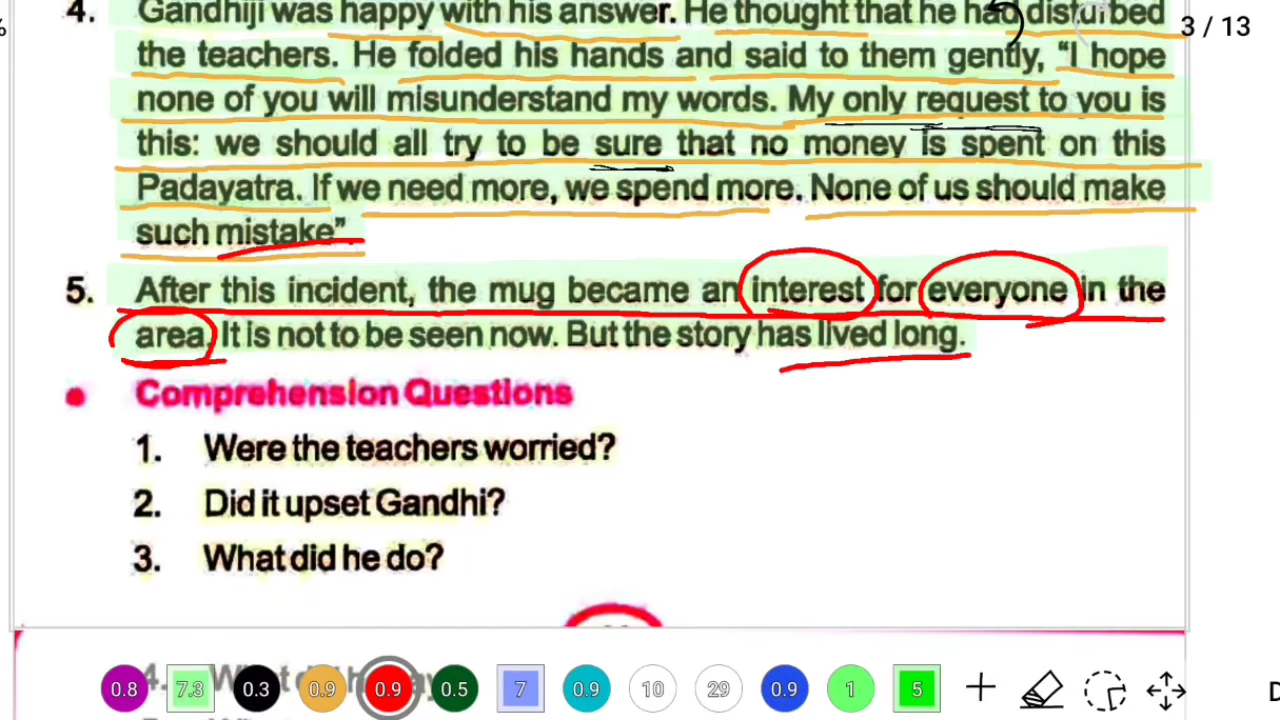 4. Gandhiji was happy with his answer. He thought that he had disturbed
3 / 13
the teachers. He folded his hands and said to them gently, “I hope
none of you will misunderstand my words. My only request to you is
this: we should all try to be sure that no money is spent on this
Padayatra. If we need more, we spend more. None of us should make
such mistake”
5. After this incident, the mug became an interest for everyone in the
area. It is not to be seen now. But the story has lived long.
Comprehension Questions
1. Were the teachers worried?
2. Did it upset Gandhi?
3. What did he do?
4.
0.8 7.3 0.3 0.9 0.9 0.5 7 0.9 10 29 0.9 1 5